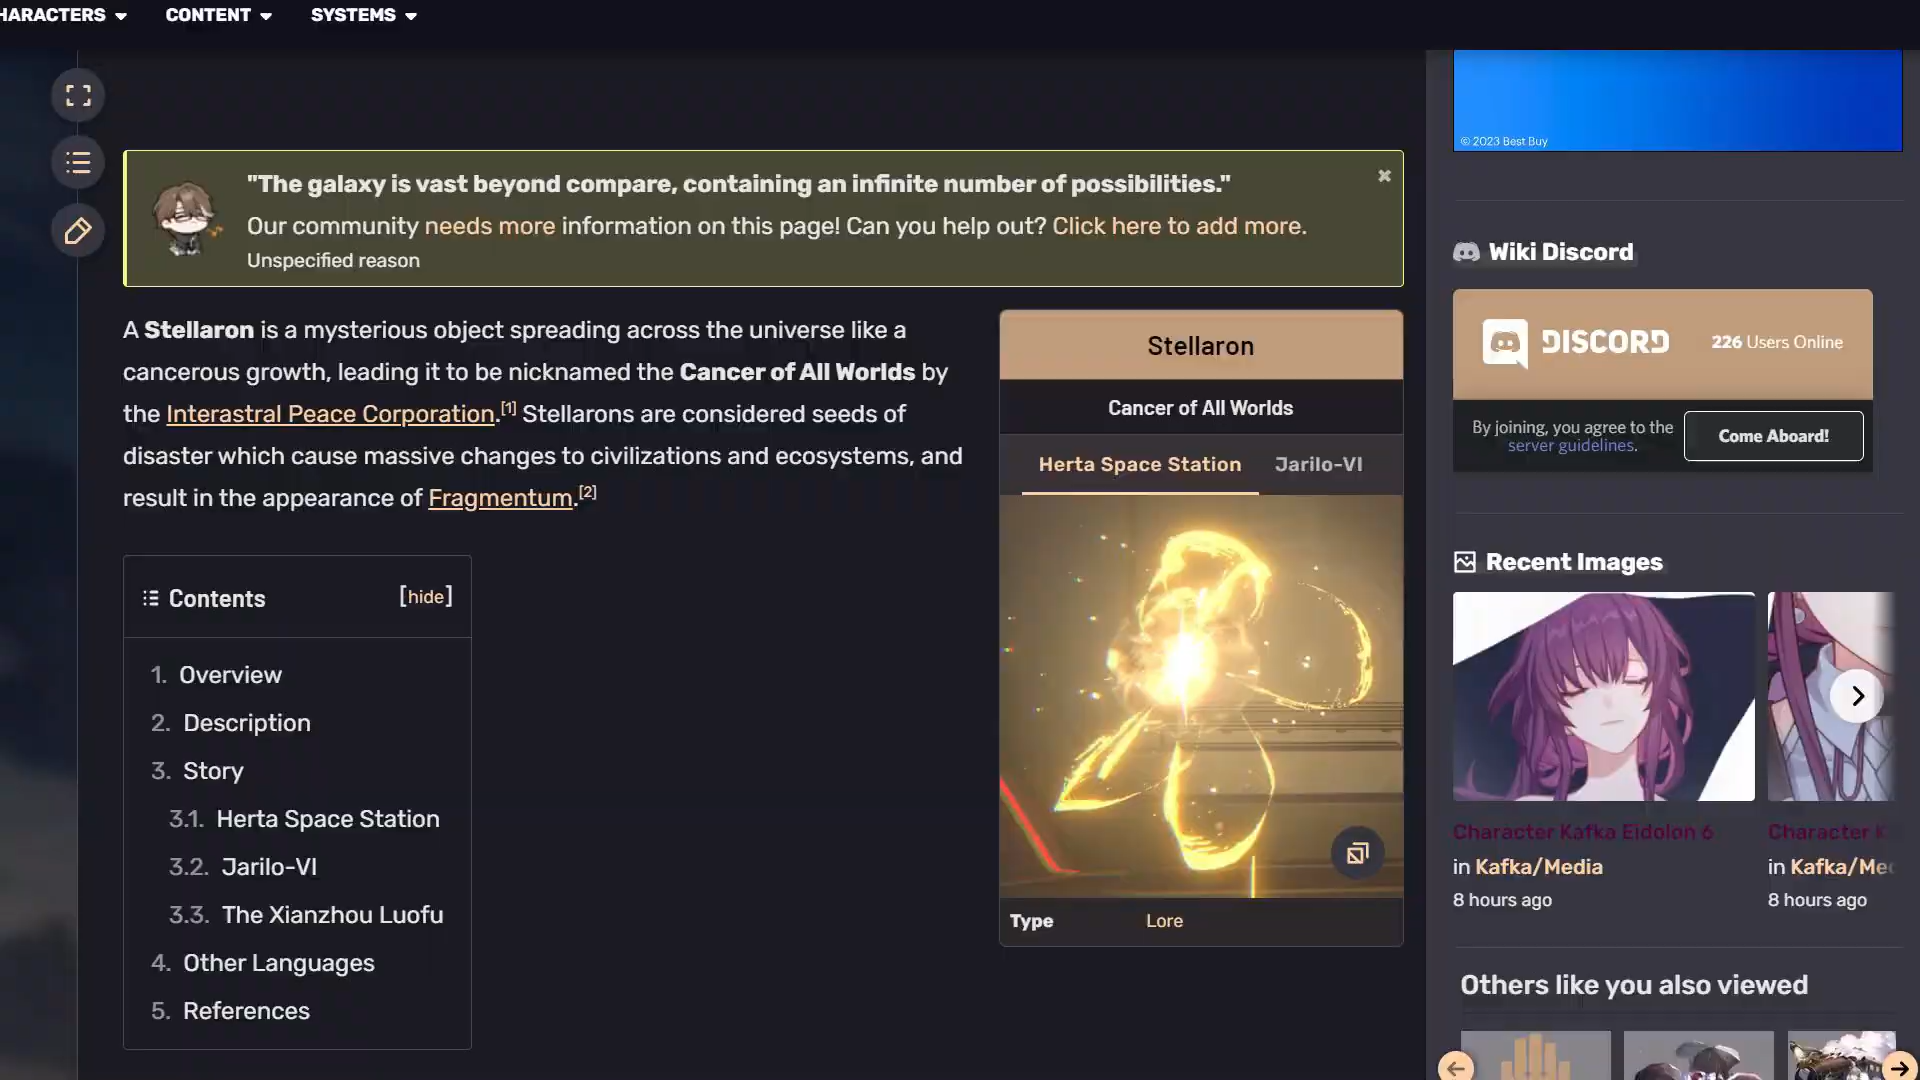 HARACTERS
CONTENT
SYSTEMS
"The galaxy is vast beyond compare, containing an infinite number of possibilities."
Our community needs more information on this page! Can you help out? Click here to add more.
Unspecified reason
A Stellaron is a mysterious object spreading across the universe like a
cancerous growth, leading it to be nicknamed the Cancer of All Worlds by
the Interastral Peace Corporation.[1] Stellarons are considered seeds of
disaster which cause massive changes to civilizations and ecosystems, and
result in the appearance of Fragmentum.[2]
Contents [hide]
1. Overview
2. Description
3. Story
3.1. Herta Space Station
3.2. Jarilo-VI
3.3. The Xianzhou Luofu
4. Other Languages
5. References
Stellaron
Cancer of All Worlds
Herta Space Station
Jarilo-VI
Type Lore
© 2023 Best Buy
Wiki Discord
DISCORD
226 Users Online
By joining, you agree to the
server guidelines.
Come Aboard!
Recent Images
Character Kafka Eidolon 6
in Kafka/Media
8 hours ago
Character K
in Kafka/Med
8 hours ago
Others like you also viewed